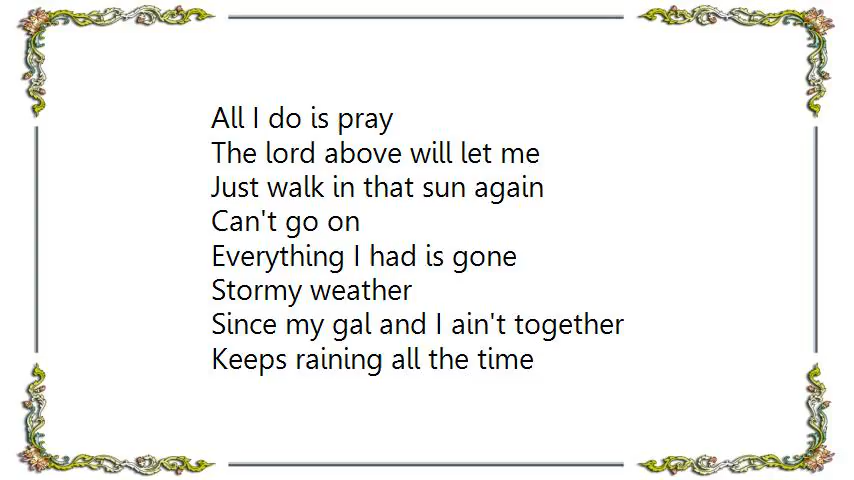 All I do is pray
The lord above will let me
Just walk in that sun again
Can't go on
Everything I had is gone
Stormy weather
Since my gal and I ain't together
Keeps raining all the time